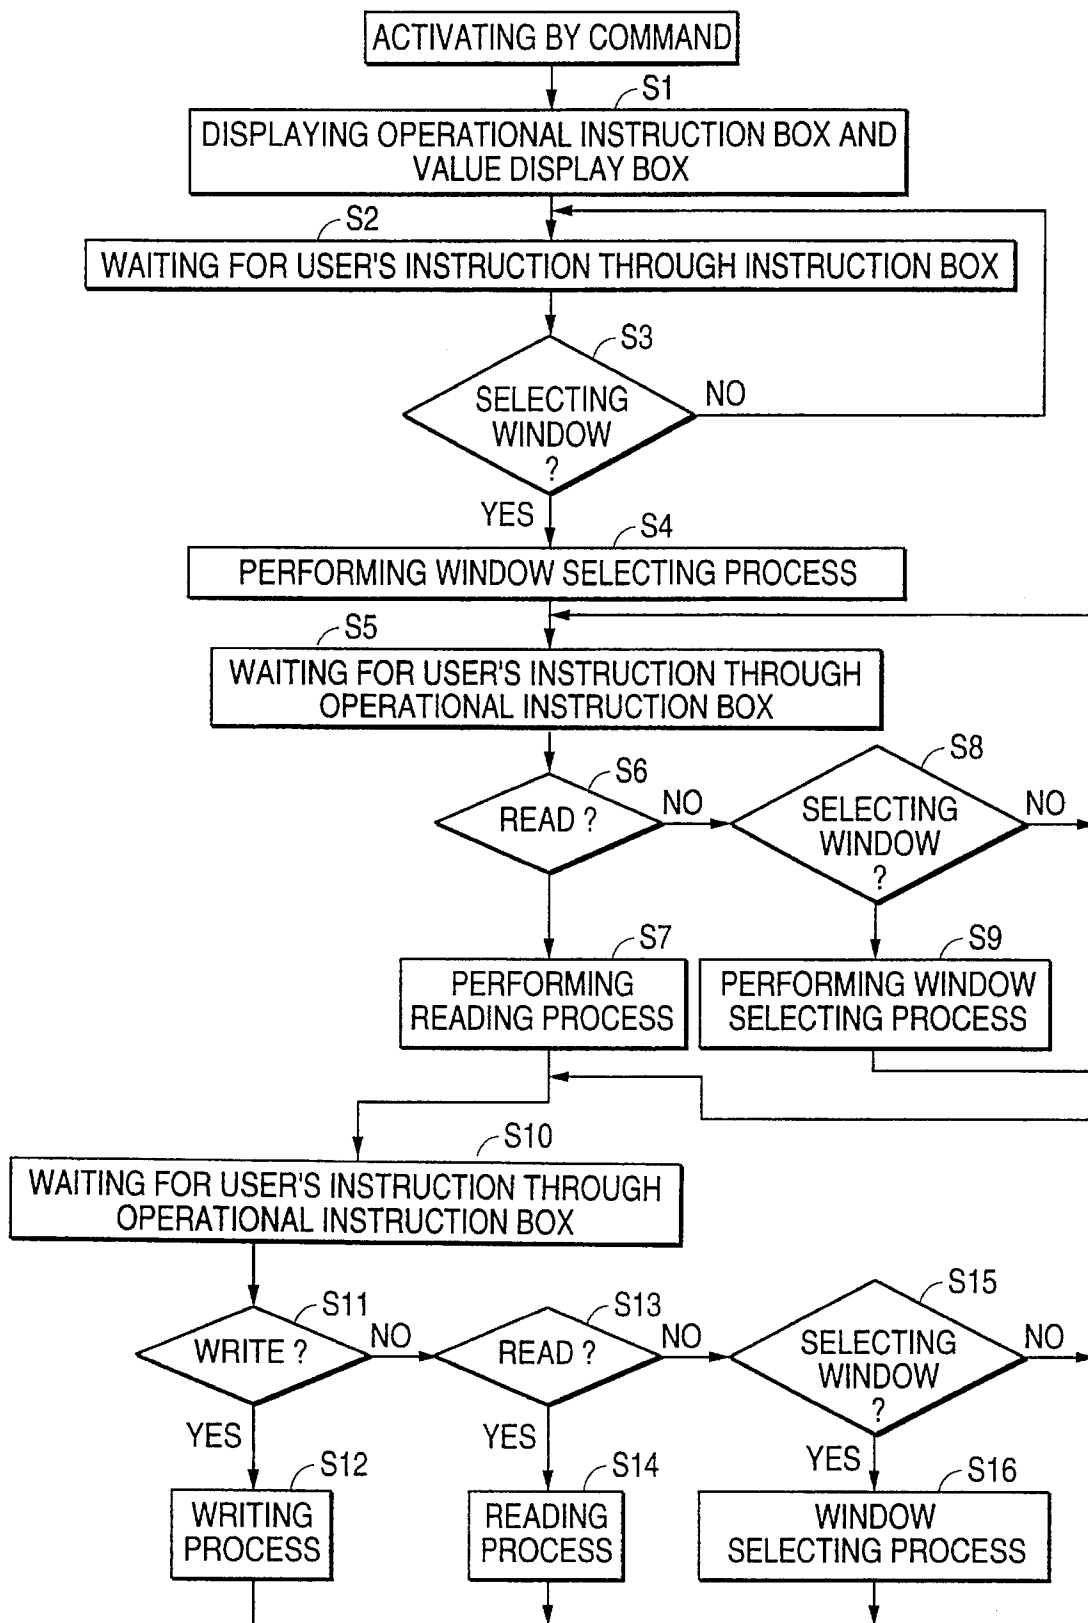 ACTIVATING BY COMMAND
S1
DISPLAYING OPERATIONAL INSTRUCTION BOX AND
VALUE DISPLAY BOX
S2
WAITING FOR USER'S INSTRUCTION THROUGH INSTRUCTION BOX
S3
SELECTING
WINDOW
?
NO
YES
S4
PERFORMING WINDOW SELECTING PROCESS
S5
WAITING FOR USER'S INSTRUCTION THROUGH
OPERATIONAL INSTRUCTION BOX
S6
READ ?
NO
S8
SELECTING
WINDOW
?
NO
S7
PERFORMING
READING PROCESS
S9
PERFORMING WINDOW
SELECTING PROCESS
S10
WAITING FOR USER'S INSTRUCTION THROUGH
OPERATIONAL INSTRUCTION BOX
S11
WRITE ?
NO
YES
S13
READ ?
NO
YES
S15
SELECTING
WINDOW
?
NO
YES
S12
WRITING
PROCESS
S14
READING
PROCESS
S16
WINDOW
SELECTING PROCESS